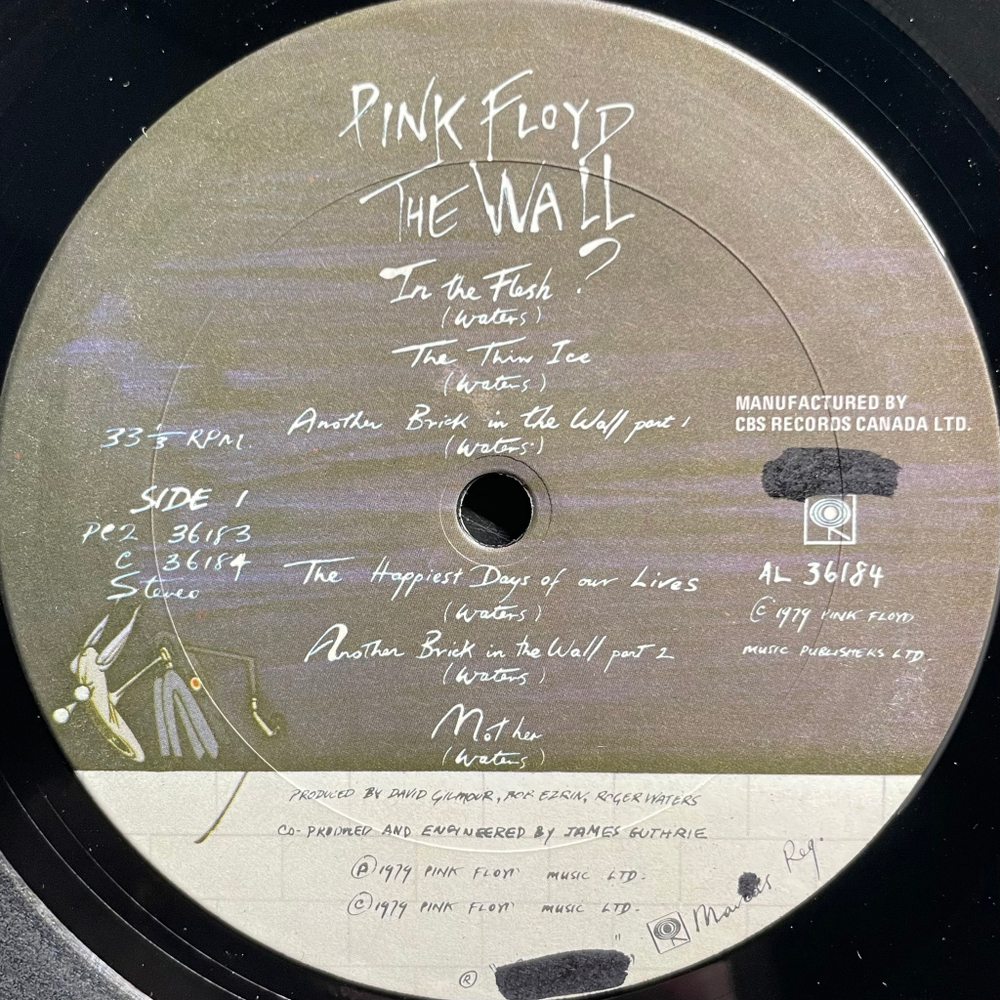 PINK FLOYD
THE WALL
In the Flesh ?
(Waters)
The Thin Ice
(Waters)
Another Brick in the Wall part 1
(Waters)
33 1/3 RPM.
MANUFACTURED BY
CBS RECORDS CANADA LTD.
SIDE 1
PC2 36183
C 36184
Stereo
AL 36184
© 1979 PINK FLOYD
MUSIC PUBLISHERS LTD.
The Happiest Days of our Lives
(Waters)
Another Brick in the Wall part 2
(Waters)
Mother
(Waters)
PRODUCED BY DAVID GILMOUR, BOB EZRIN, ROGER WATERS
CO-PRODUCED AND ENGINEERED BY JAMES GUTHRIE
Ⓟ 1979 PINK FLOYD MUSIC LTD.
© 1979 PINK FLOYD MUSIC LTD.
Marcas Reg.
®